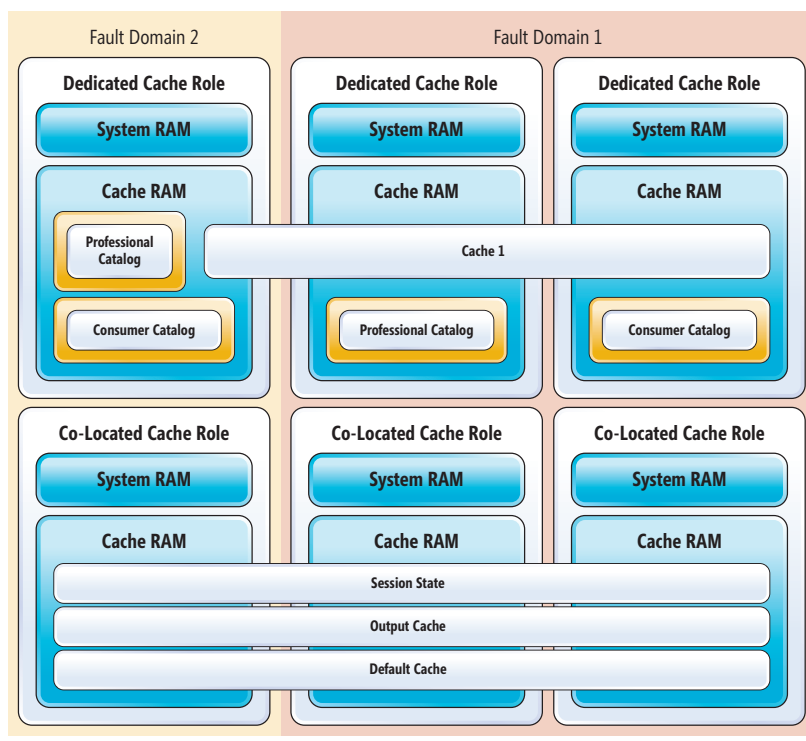 Fault Domain 2
Fault Domain 1
Dedicated Cache Role
Dedicated Cache Role
Dedicated Cache Role
System RAM
System RAM
System RAM
Cache RAM
Cache RAM
Cache RAM
Professional
Catalog
Cache 1
Consumer Catalog
Professional Catalog
Consumer Catalog
Co-Located Cache Role
Co-Located Cache Role
Co-Located Cache Role
System RAM
System RAM
System RAM
Cache RAM
Cache RAM
Cache RAM
Session State
Output Cache
Default Cache